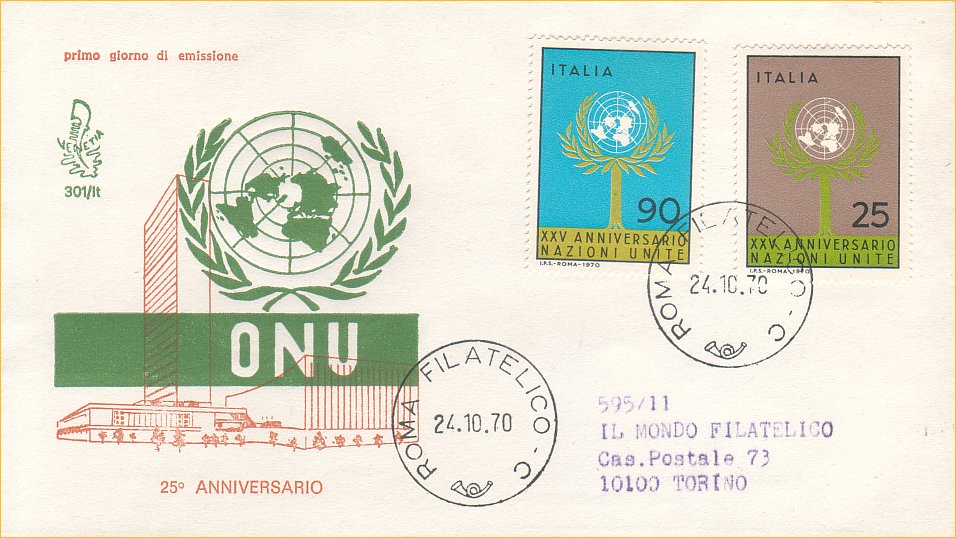 primo giorno di emissione
VENETIA
301/It
ONU
25º ANNIVERSARIO
ITALIA
90
XXV ANNIVERSARIO
NAZIONI UNITE
I.P.S.-ROMA-1970
ITALIA
25
XXV ANNIVERSARIO
NAZIONI UNITE
I.P.S.-ROMA-1970
ROMA FILATELICO - C
24.10.70
ROMA FILATELICO - C
24.10.70
595/11
IL MONDO FILATELICO
Cas.Postale 73
10100 TORINO